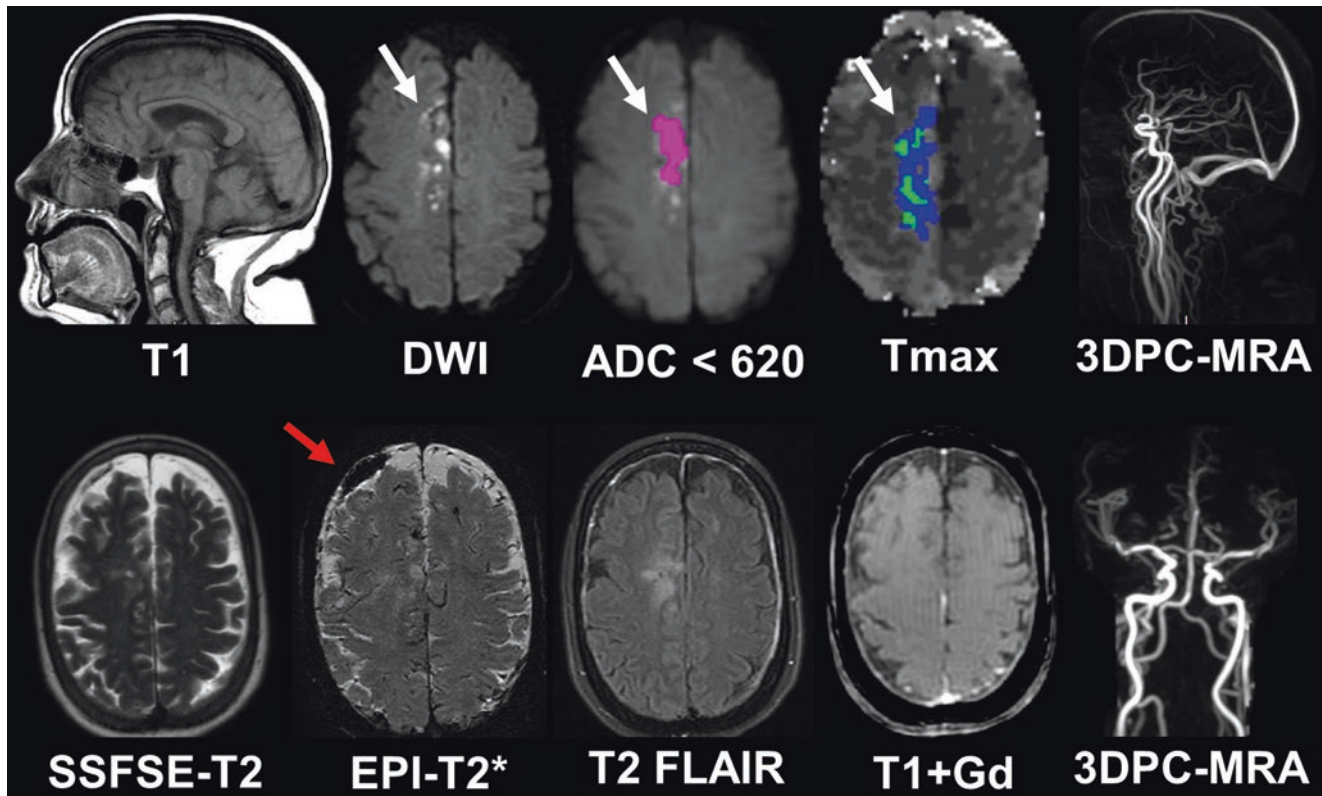 T1
DWI
ADC < 620
Tmax
3DPC-MRA
SSFSE-T2
EPI-T2*
T2 FLAIR
T1+Gd
3DPC-MRA